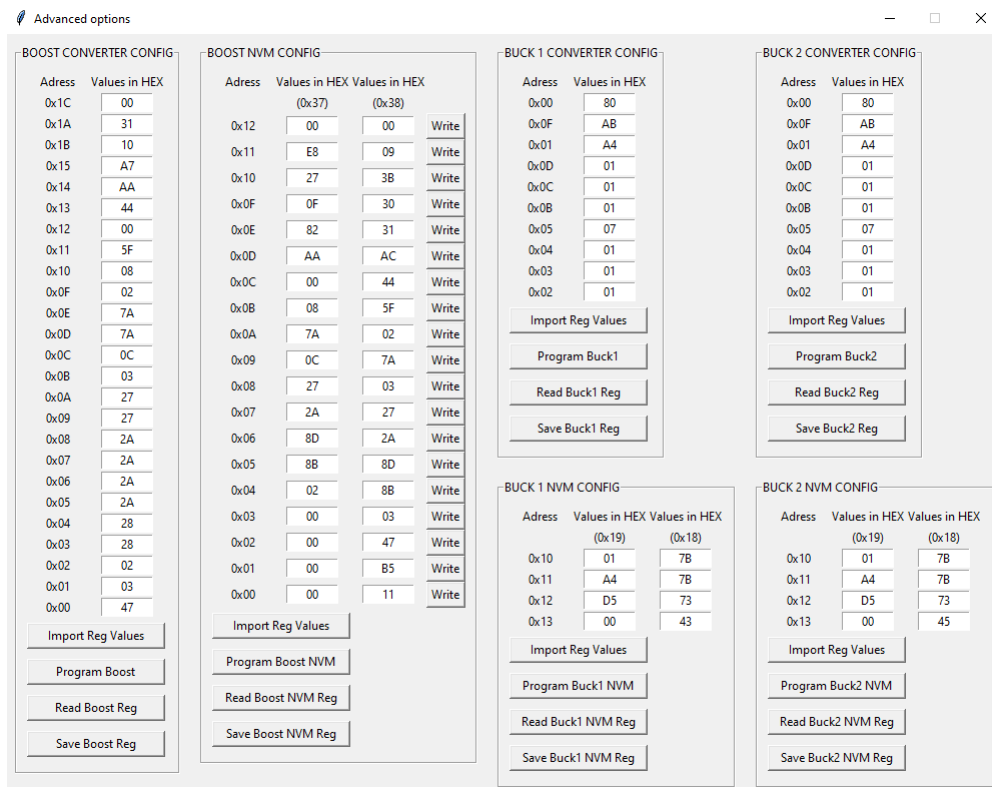 Advanced options
BOOST CONVERTER CONFIG
Adress Values in HEX
0x1C 00
0x1A 31
0x1B 10
0x15 A7
0x14 AA
0x13 44
0x12 00
0x11 5F
0x10 08
0x0F 02
0x0E 7A
0x0D 7A
0x0C 0C
0x0B 03
0x0A 27
0x09 27
0x08 2A
0x07 2A
0x06 2A
0x05 2A
0x04 28
0x03 28
0x02 02
0x01 03
0x00 47
Import Reg Values
Program Boost
Read Boost Reg
Save Boost Reg
BOOST NVM CONFIG
Adress Values in HEX Values in HEX
(0x37) (0x38)
0x12 00 00 Write
0x11 E8 09 Write
0x10 27 3B Write
0x0F 0F 30 Write
0x0E 82 31 Write
0x0D AA AC Write
0x0C 00 44 Write
0x0B 08 5F Write
0x0A 7A 02 Write
0x09 0C 7A Write
0x08 27 03 Write
0x07 2A 27 Write
0x06 8D 2A Write
0x05 8B 8D Write
0x04 02 8B Write
0x03 00 03 Write
0x02 00 47 Write
0x01 00 B5 Write
0x00 00 11 Write
Import Reg Values
Program Boost NVM
Read Boost NVM Reg
Save Boost NVM Reg
BUCK 1 CONVERTER CONFIG
Adress Values in HEX
0x00 80
0x0F AB
0x01 A4
0x0D 01
0x0C 01
0x0B 01
0x05 07
0x04 01
0x03 01
0x02 01
Import Reg Values
Program Buck1
Read Buck1 Reg
Save Buck1 Reg
BUCK 2 CONVERTER CONFIG
Adress Values in HEX
0x00 80
0x0F AB
0x01 A4
0x0D 01
0x0C 01
0x0B 01
0x05 07
0x04 01
0x03 01
0x02 01
Import Reg Values
Program Buck2
Read Buck2 Reg
Save Buck2 Reg
BUCK 1 NVM CONFIG
Adress Values in HEX Values in HEX
(0x19) (0x18)
0x10 01 7B
0x11 A4 7B
0x12 D5 73
0x13 00 43
Import Reg Values
Program Buck1 NVM
Read Buck1 NVM Reg
Save Buck1 NVM Reg
BUCK 2 NVM CONFIG
Adress Values in HEX Values in HEX
(0x19) (0x18)
0x10 01 7B
0x11 A4 7B
0x12 D5 73
0x13 00 45
Import Reg Values
Program Buck2 NVM
Read Buck2 NVM Reg
Save Buck2 NVM Reg